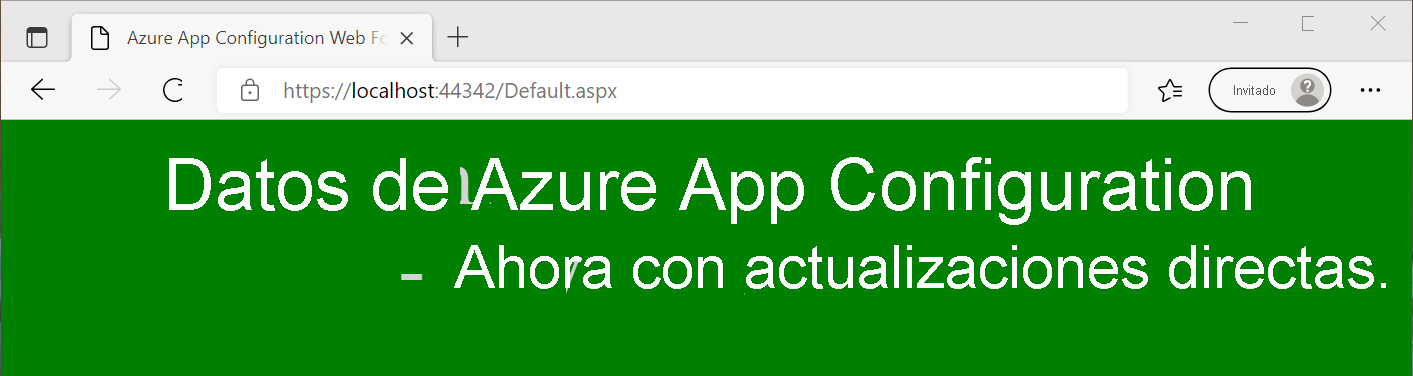 Azure App Configuration Web Fo
https://localhost:44342/Default.aspx
Invitado
Datos de Azure App Configuration
- Ahora con actualizaciones directas.